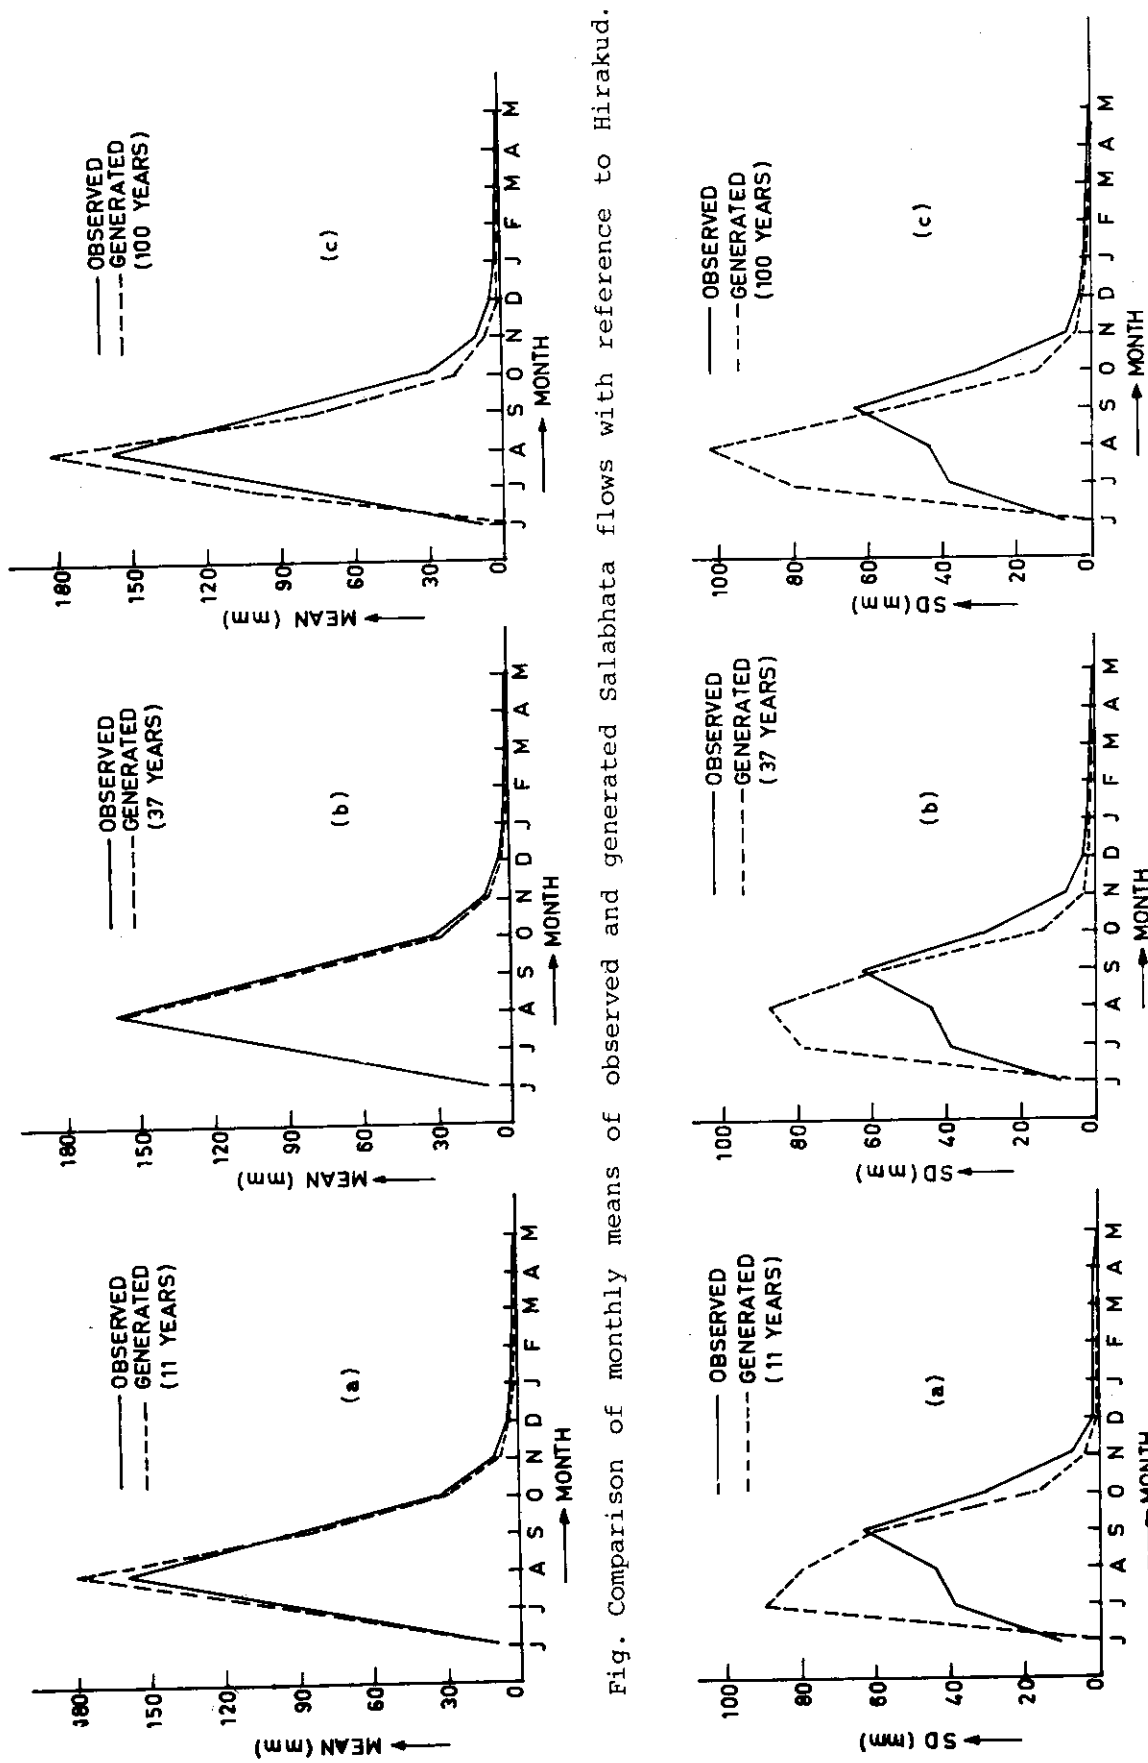 OBSERVED
GENERATED
(11 YEARS)
(a)
MEAN (mm)
180
150
120
90
60
30
0
J J A S O N D J F M A M
MONTH
OBSERVED
GENERATED
(37 YEARS)
(b)
MEAN (mm)
180
150
120
90
60
30
0
J J A S O N D J F M A M
MONTH
OBSERVED
GENERATED
(100 YEARS)
(c)
MEAN (mm)
180
150
120
90
60
30
0
J J A S O N D J F M A M
MONTH
Fig. Comparison of monthly means of observed and generated Salabhata flows with reference to Hirakud.
OBSERVED
GENERATED
(11 YEARS)
(a)
SD (mm)
100
80
60
40
20
0
J J A S O N D J F M A M
MONTH
OBSERVED
GENERATED
(37 YEARS)
(b)
SD (mm)
100
80
60
40
20
0
J J A S O N D J F M A M
MONTH
OBSERVED
GENERATED
(100 YEARS)
(c)
SD (mm)
100
80
60
40
20
0
J J A S O N D J F M A M
MONTH